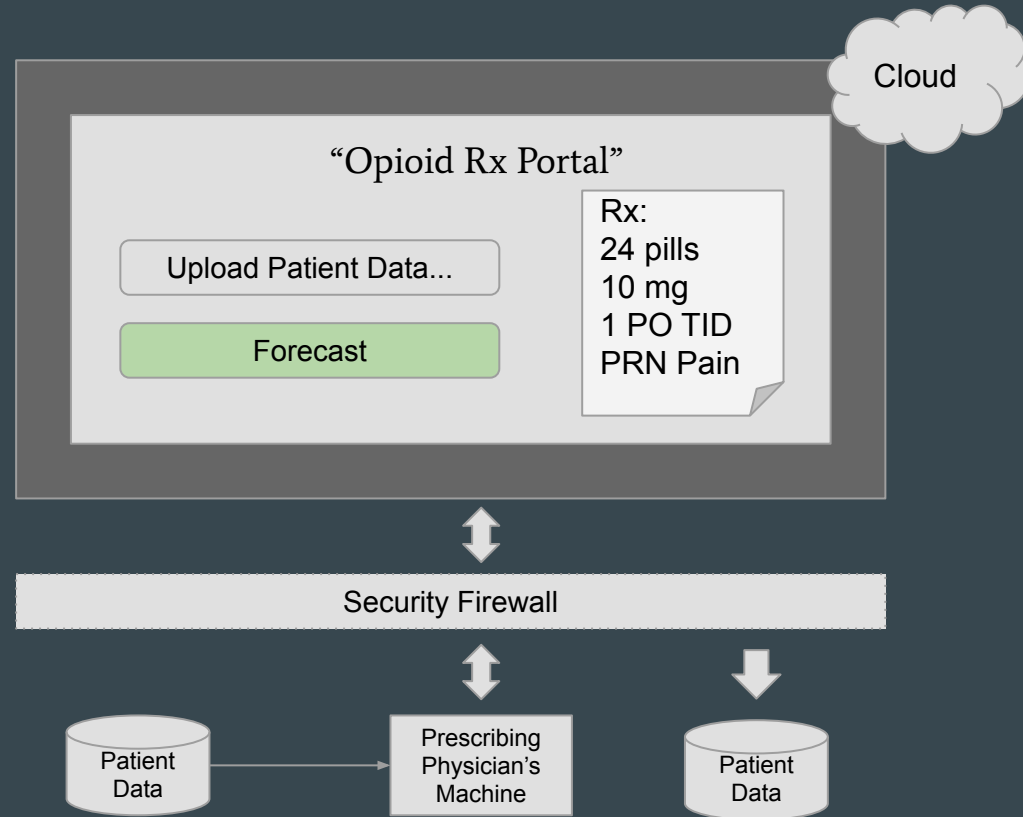 Cloud
“Opioid Rx Portal”
Upload Patient Data...
Forecast
Rx:
24 pills
10 mg
1 PO TID
PRN Pain
Security Firewall
Patient
Data
Prescribing
Physician’s
Machine
Patient
Data